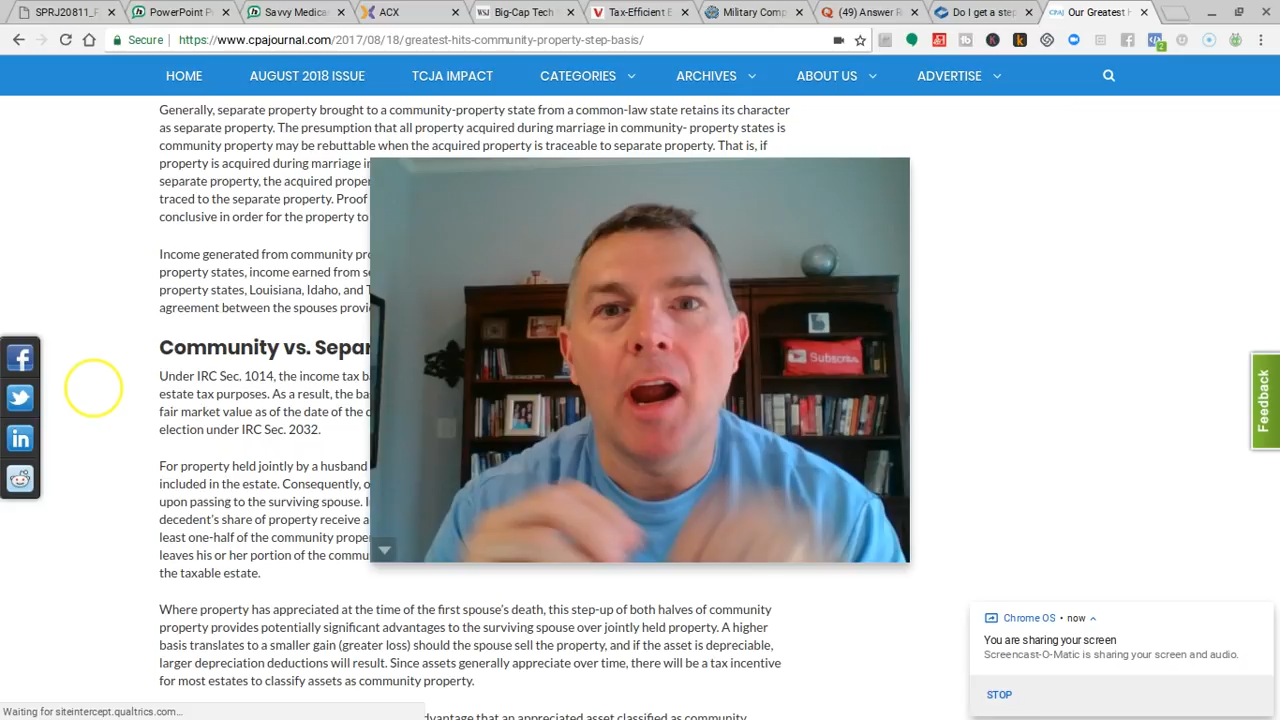 SPRJ20811_F
PowerPoint P
Savvy Medica
ACX
Big-Cap Tech
Tax-Efficient E
Military Comp
(49) Answer R
Do I get a step
Our Greatest H
Secure
https://www.cpajournal.com/2017/08/18/greatest-hits-community-property-step-basis/
HOME AUGUST 2018 ISSUE TCJA IMPACT CATEGORIES ARCHIVES ABOUT US ADVERTISE
Generally, separate property brought to a community-property state from a common-law state retains its character
as separate property. The presumption that all property acquired during marriage in community- property states is
community property may be rebuttable when the acquired property is traceable to separate property. That is, if
property is acquired during marriage in
separate property, the acquired proper
traced to the separate property. Proof
conclusive in order for the property to
Income generated from community pro
property states, income earned from se
property states, Louisiana, Idaho, and T
agreement between the spouses provid
Community vs. Separ
Under IRC Sec. 1014, the income tax ba
estate tax purposes. As a result, the ba
fair market value as of the date of the d
election under IRC Sec. 2032.
For property held jointly by a husband
included in the estate. Consequently, o
upon passing to the surviving spouse. I
decedent's share of property receive a
least one-half of the community prope
leaves his or her portion of the commu
the taxable estate.
Where property has appreciated at the time of the first spouse's death, this step-up of both halves of community
property provides potentially significant advantages to the surviving spouse over jointly held property. A higher
basis translates to a smaller gain (greater loss) should the spouse sell the property, and if the asset is depreciable,
larger depreciation deductions will result. Since assets generally appreciate over time, there will be a tax incentive
for most estates to classify assets as community property.
dvantage that an appreciated asset classified as community
Subscribe
Feedback
Chrome OS • now
You are sharing your screen
Screencast-O-Matic is sharing your screen and audio.
STOP
Waiting for siteintercept.qualtrics.com...